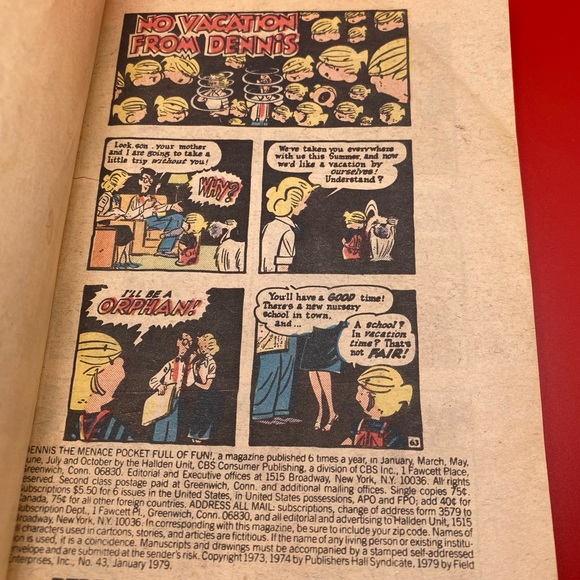 NO VACATION
FROM DENNIS
Look, son, your mother
and I are going to take a
little trip without you!
WHY?
We've taken you everywhere
with us this Summer, and now
we'd like a vacation by
ourselves!
Understand?
I'LL BE A
ORPHAN!
You'll have a GOOD time!
There's a new nursery
school in town,
and...
A school?
In vacation
time? That's
not FAIR!
63
DENNIS THE MENACE POCKET FULL OF FUN!, a magazine published 6 times a year, in January, March, May,
June, July and October by the Hallden Unit, CBS Consumer Publishing, a division of CBS Inc., 1 Fawcett Place,
Greenwich, Conn. 06830. Editorial and Executive offices at 1515 Broadway, New York, N.Y. 10036. All rights
reserved. Second class postage paid at Greenwich, Conn. and additional mailing offices. Single copies 75¢.
Subscriptions $5.50 for 6 issues in the United States, in United States possessions, APO and FPO; add 40¢ for
Canada, 75¢ for all other foreign countries. ADDRESS ALL MAIL: subscriptions, change of address form 3579 to
Subscription Dept., 1 Fawcett Pl., Greenwich, Conn. 06830, and all editorial and advertising to Hallden Unit, 1515
Broadway, New York, N.Y. 10036. In corresponding with this magazine, be sure to include your zip code. Names of
all characters used in cartoons, stories, and articles are fictitious. If the name of any living person or existing institu-
tion is used, it is a coincidence. Manuscripts and drawings must be accompanied by a stamped self-addressed
envelope and are submitted at the sender's risk. Copyright 1973, 1974 by Publishers Hall Syndicate. 1979 by Field
Enterprises, Inc., No. 43, January 1979.